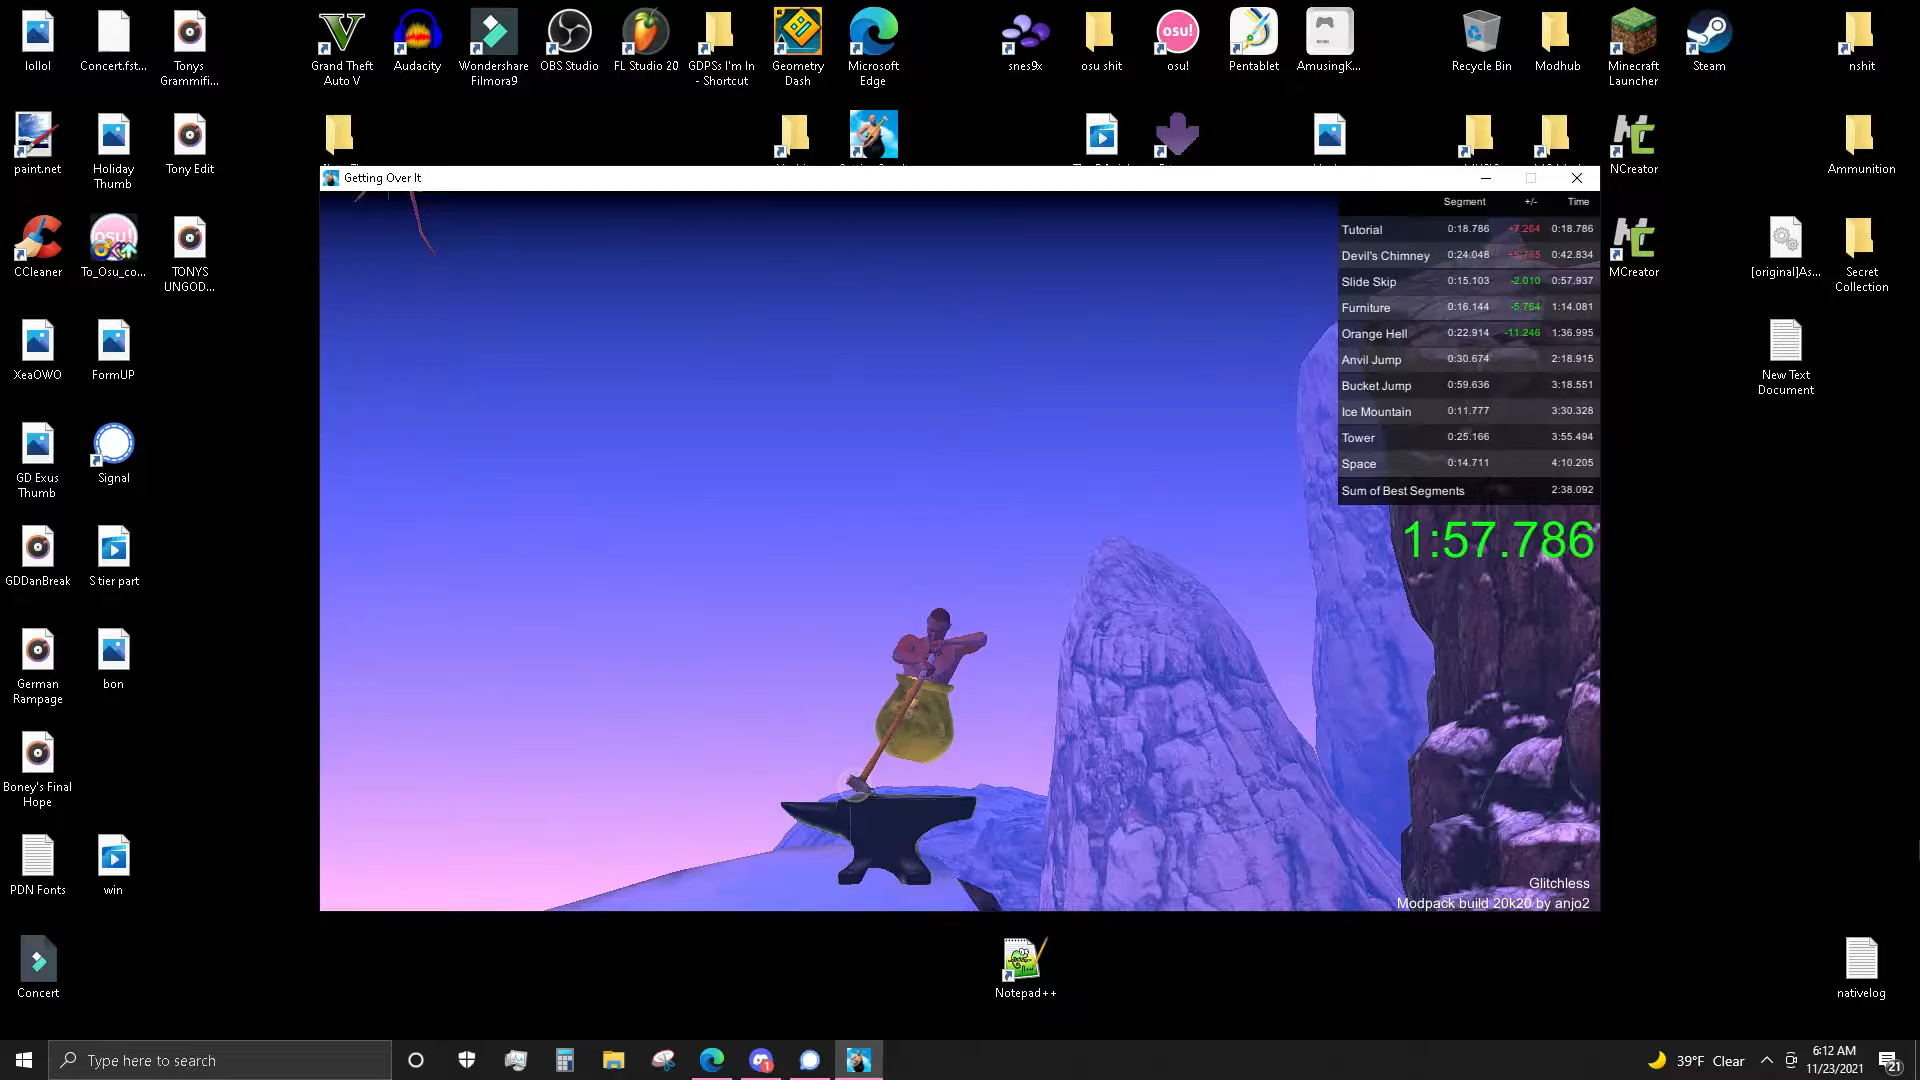 lollol
Concert.fst...
Tonys
Grammifi...
Grand Theft
Auto V
Audacity
Wondershare
Filmora9
OBS Studio
FL Studio 20
GDPSs I'm In
- Shortcut
Geometry
Dash
Microsoft
Edge
snes9x
osu shit
osu!
osu!
Pentablet
AmusingK...
Recycle Bin
Modhub
Minecraft
Launcher
Steam
nshit
paint.net
Holiday
Thumb
Tony Edit
NCreator
Ammunition
Getting Over It
CCleaner
To_Osu_co...
TONYS
UNGOD...
MCreator
[original]As...
Secret
Collection
Segment +/- Time
Tutorial 0:18.786 +7.264 0:18.786
Devil's Chimney 0:24.048 +5.765 0:42.834
Slide Skip 0:15.103 -2.010 0:57.937
Furniture 0:16.144 -5.764 1:14.081
Orange Hell 0:22.914 -11.246 1:36.995
Anvil Jump 0:30.674 2:18.915
Bucket Jump 0:59.636 3:18.551
Ice Mountain 0:11.777 3:30.328
Tower 0:25.166 3:55.494
Space 0:14.711 4:10.205
Sum of Best Segments 2:38.092
1:57.786
XeaOWO
FormUP
New Text
Document
GD Exus
Thumb
Signal
GDDanBreak
S tier part
German
Rampage
bon
Boney's Final
Hope
PDN Fonts
win
Glitchless
Modpack build 20k20 by anjo2
Concert
Notepad++
nativelog
Type here to search
39°F Clear
6:12 AM
11/23/2021
1
21